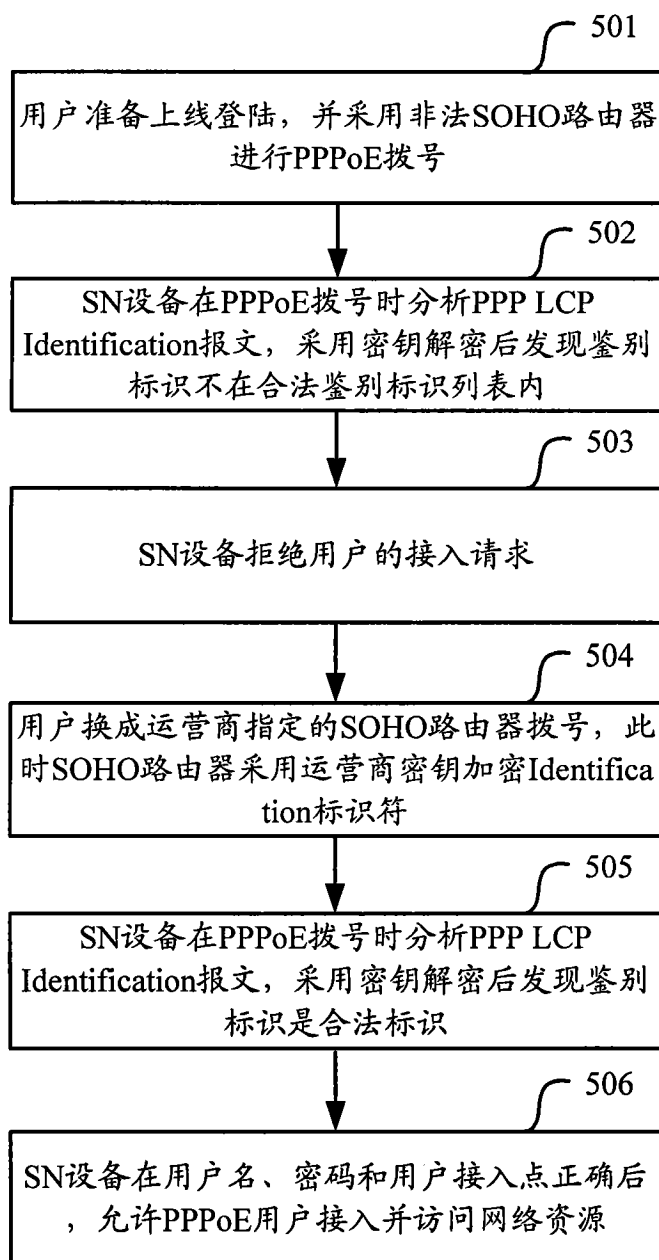 501
用户准备上线登陆，并采用非法SOHO路由器
进行PPPoE拨号
502
SN设备在PPPoE拨号时分析PPP LCP
Identification报文，采用密钥解密后发现鉴别
标识不在合法鉴别标识列表内
503
SN设备拒绝用户的接入请求
504
用户换成运营商指定的SOHO路由器拨号，此
时SOHO路由器采用运营商密钥加密Identifica
tion标识符
505
SN设备在PPPoE拨号时分析PPP LCP
Identification报文，采用密钥解密后发现鉴别
标识是合法标识
506
SN设备在用户名、密码和用户接入点正确后
，允许PPPoE用户接入并访问网络资源